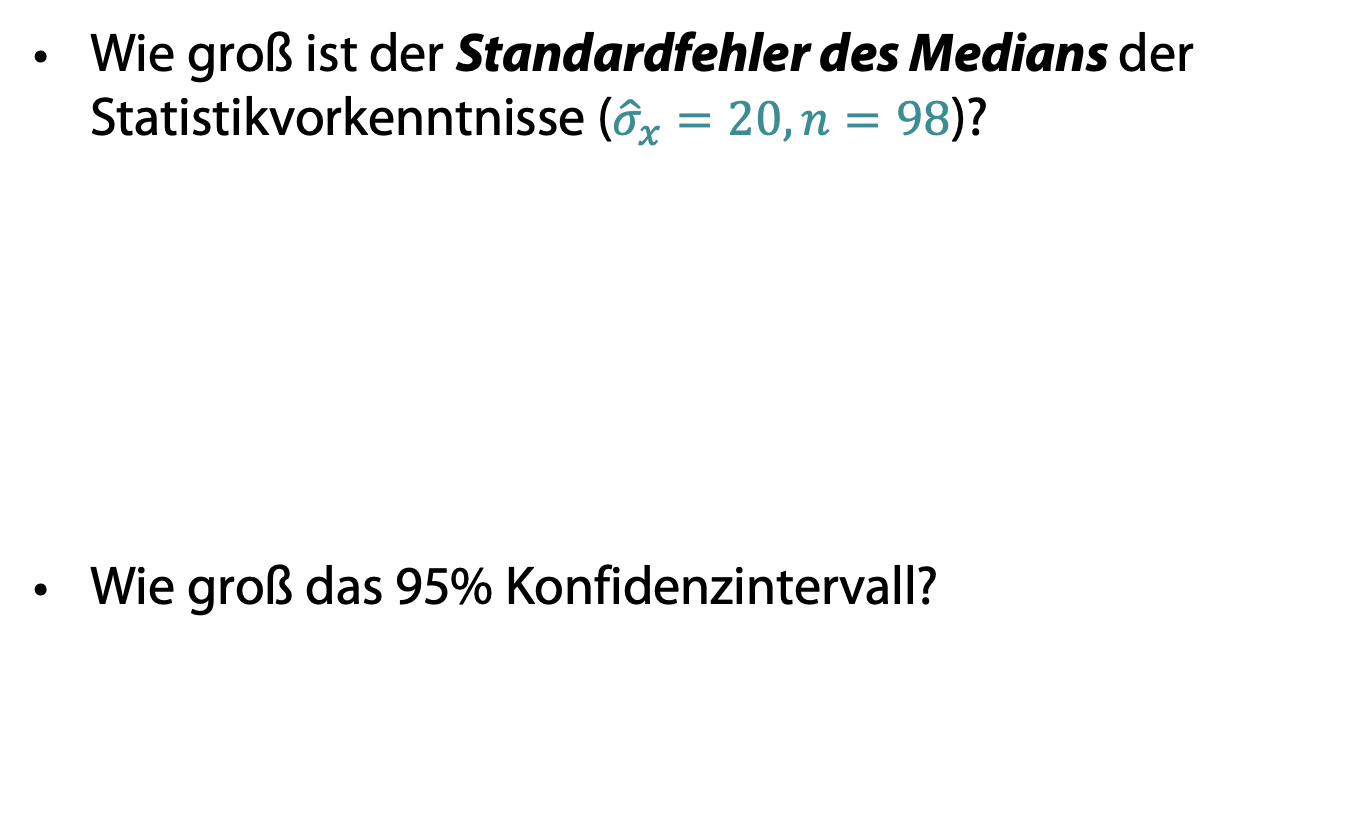 • Wie groß ist der Standardfehler des Medians der
Statistikvorkenntnisse (σ̂ₓ = 20, n = 98)?
• Wie groß das 95% Konfidenzintervall?